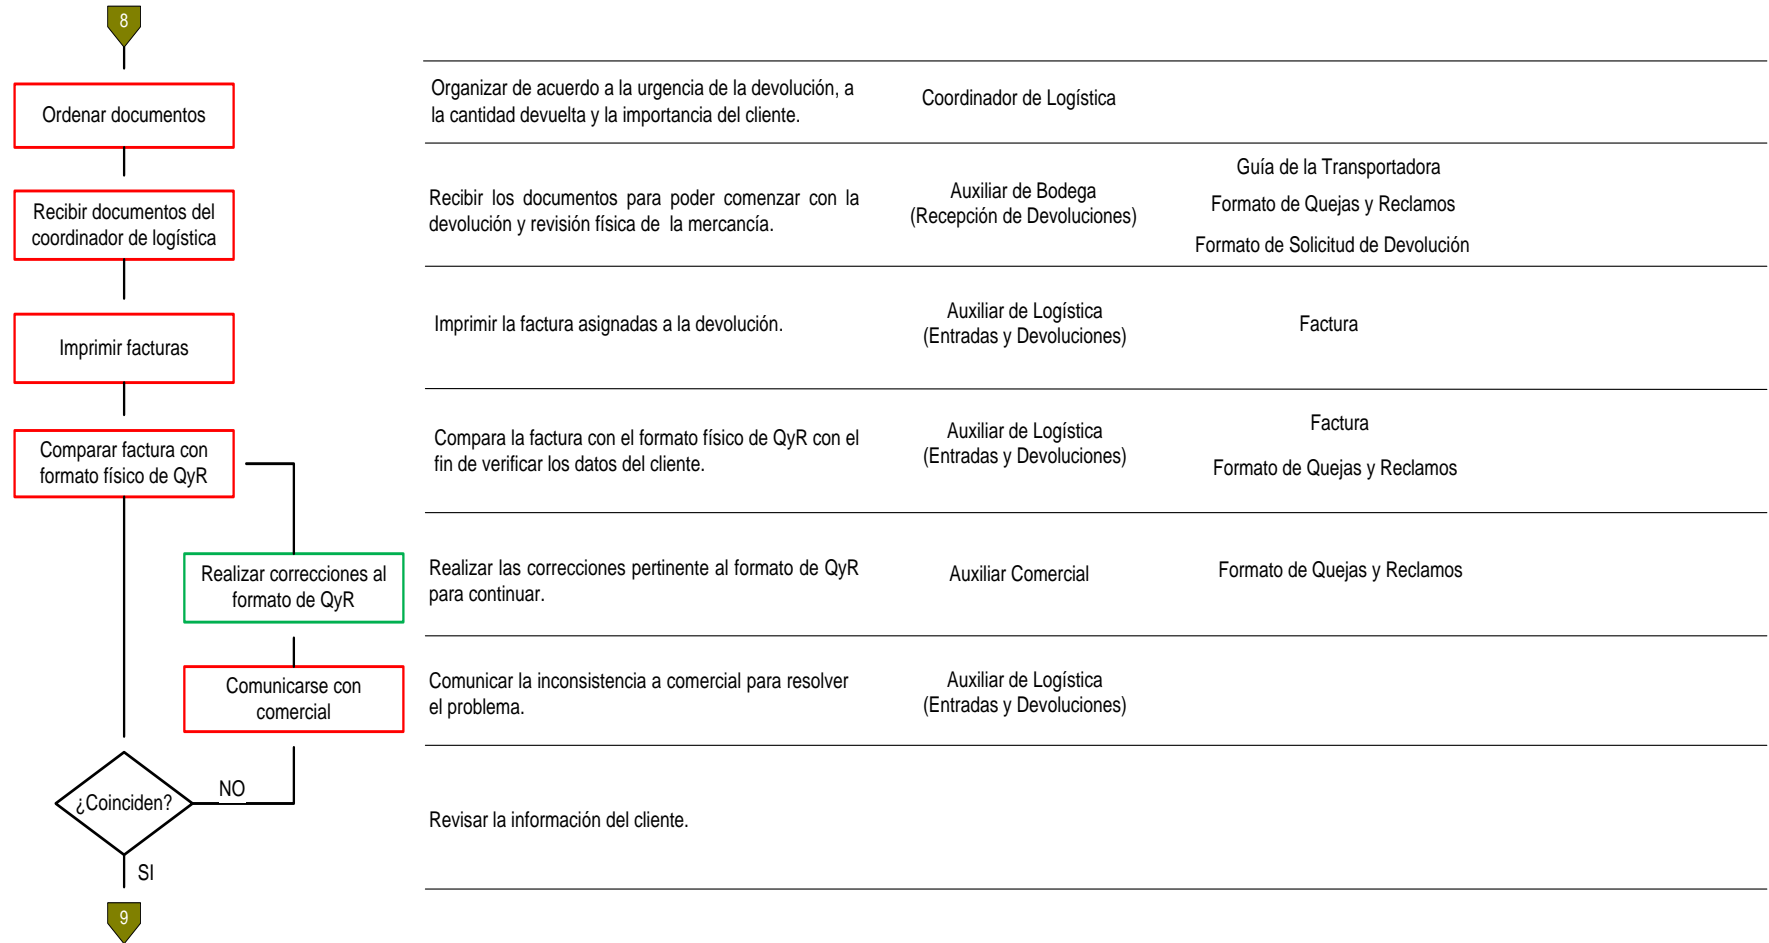 8
Ordenar documentos
Organizar de acuerdo a la urgencia de la devolución, a
la cantidad devuelta y la importancia del cliente.
Coordinador de Logística
Recibir documentos del
coordinador de logística
Recibir los documentos para poder comenzar con la
devolución y revisión física de la mercancía.
Auxiliar de Bodega
(Recepción de Devoluciones)
Guía de la Transportadora
Formato de Quejas y Reclamos
Formato de Solicitud de Devolución
Imprimir facturas
Imprimir la factura asignadas a la devolución.
Auxiliar de Logística
(Entradas y Devoluciones)
Factura
Comparar factura con
formato físico de QyR
Compara la factura con el formato físico de QyR con el
fin de verificar los datos del cliente.
Auxiliar de Logística
(Entradas y Devoluciones)
Factura
Formato de Quejas y Reclamos
Realizar correcciones al
formato de QyR
Realizar las correcciones pertinente al formato de QyR
para continuar.
Auxiliar Comercial
Formato de Quejas y Reclamos
Comunicarse con
comercial
Comunicar la inconsistencia a comercial para resolver
el problema.
Auxiliar de Logística
(Entradas y Devoluciones)
¿Coinciden?
NO
Revisar la información del cliente.
SI
9